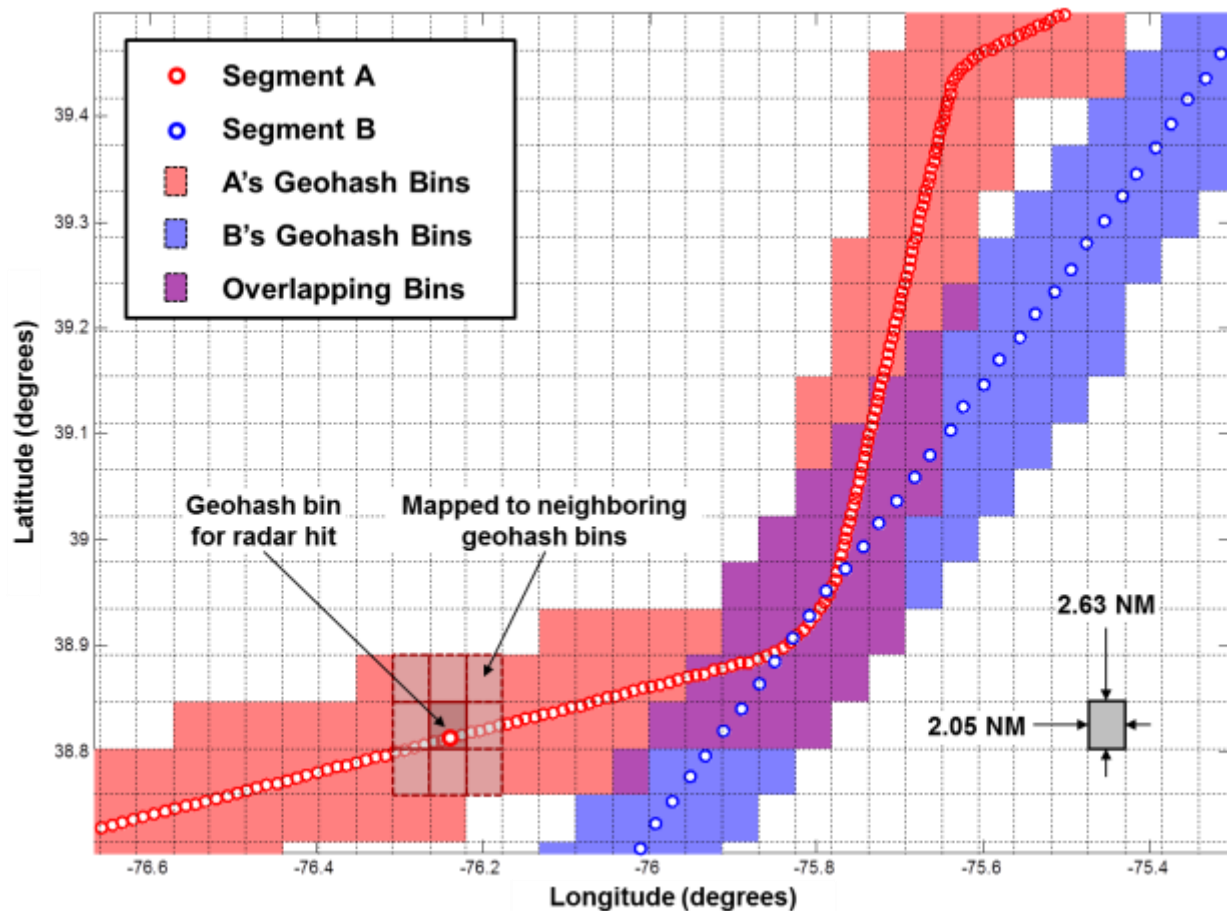 Segment A
Segment B
A's Geohash Bins
B's Geohash Bins
Overlapping Bins
39.4
39.3
39.2
39.1
39
38.9
38.8
Latitude (degrees)
Geohash bin
for radar hit
Mapped to neighboring
geohash bins
2.63 NM
2.05 NM
-76.6
-76.4
-76.2
-76
-75.8
-75.6
-75.4
Longitude (degrees)